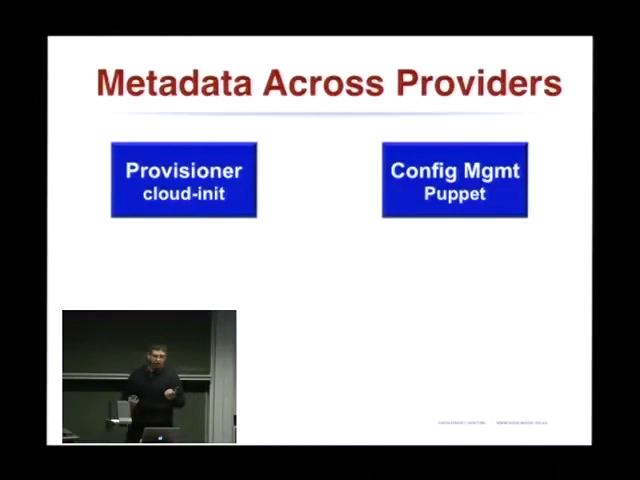 Metadata Across Providers
Provisioner
cloud-init
Config Mgmt
Puppet